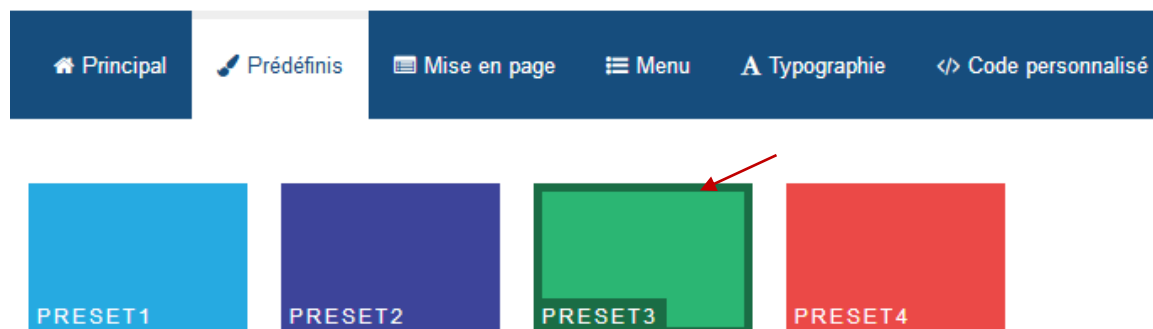 Principal Prédéfinis Mise en page Menu Typographie Code personnalisé
PRESET1 PRESET2 PRESET3 PRESET4